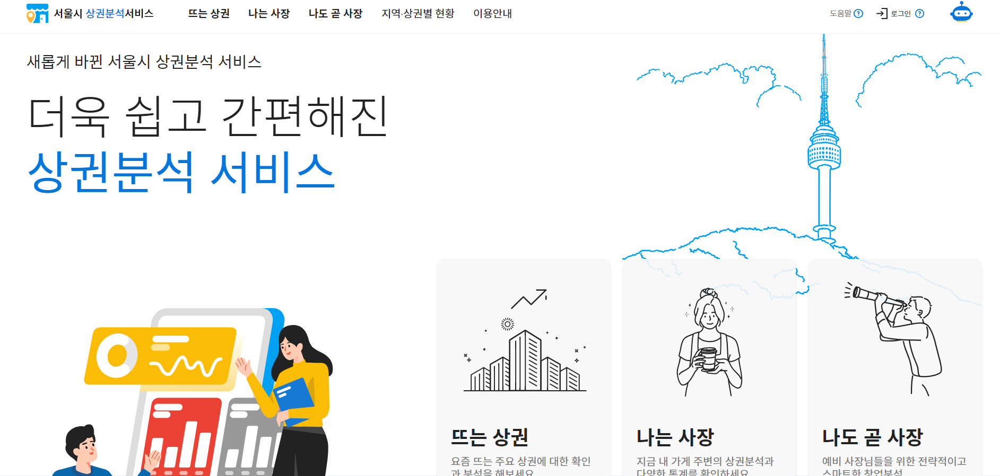 서울시 상권분석서비스 뜨는 상권 나는 사장 나도 곧 사장 지역·상권별 현황 이용안내 도움말 로그인
새롭게 바뀐 서울시 상권분석 서비스
더욱 쉽고 간편해진
상권분석 서비스
뜨는 상권
요즘 뜨는 주요 상권에 대한 확인
과 분석을 해보세요
나는 사장
지금 내 가게 주변의 상권분석과
다양한 통계를 확인하세요
나도 곧 사장
예비 사장님들을 위한 전략적이고
스마트한 창업분석